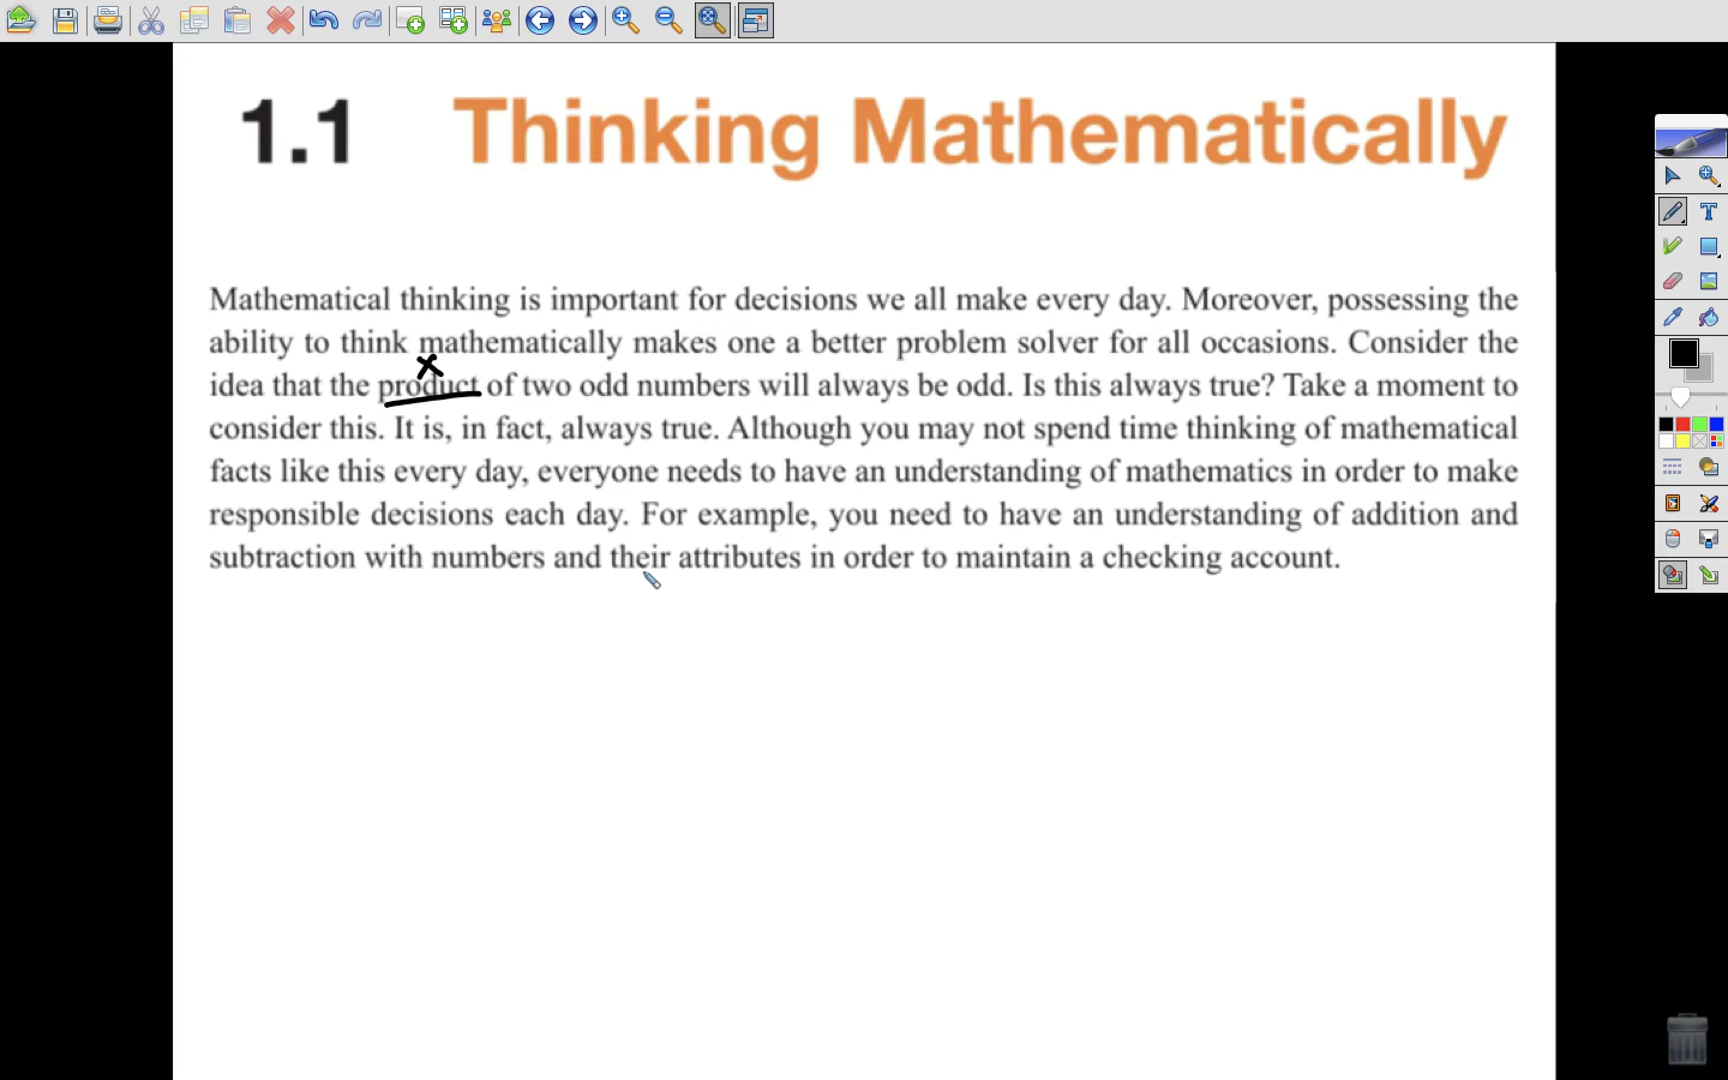 1.1 Thinking Mathematically
Mathematical thinking is important for decisions we all make every day. Moreover, possessing the
ability to think mathematically makes one a better problem solver for all occasions. Consider the
×
idea that the product of two odd numbers will always be odd. Is this always true? Take a moment to
consider this. It is, in fact, always true. Although you may not spend time thinking of mathematical
facts like this every day, everyone needs to have an understanding of mathematics in order to make
responsible decisions each day. For example, you need to have an understanding of addition and
subtraction with numbers and their attributes in order to maintain a checking account.